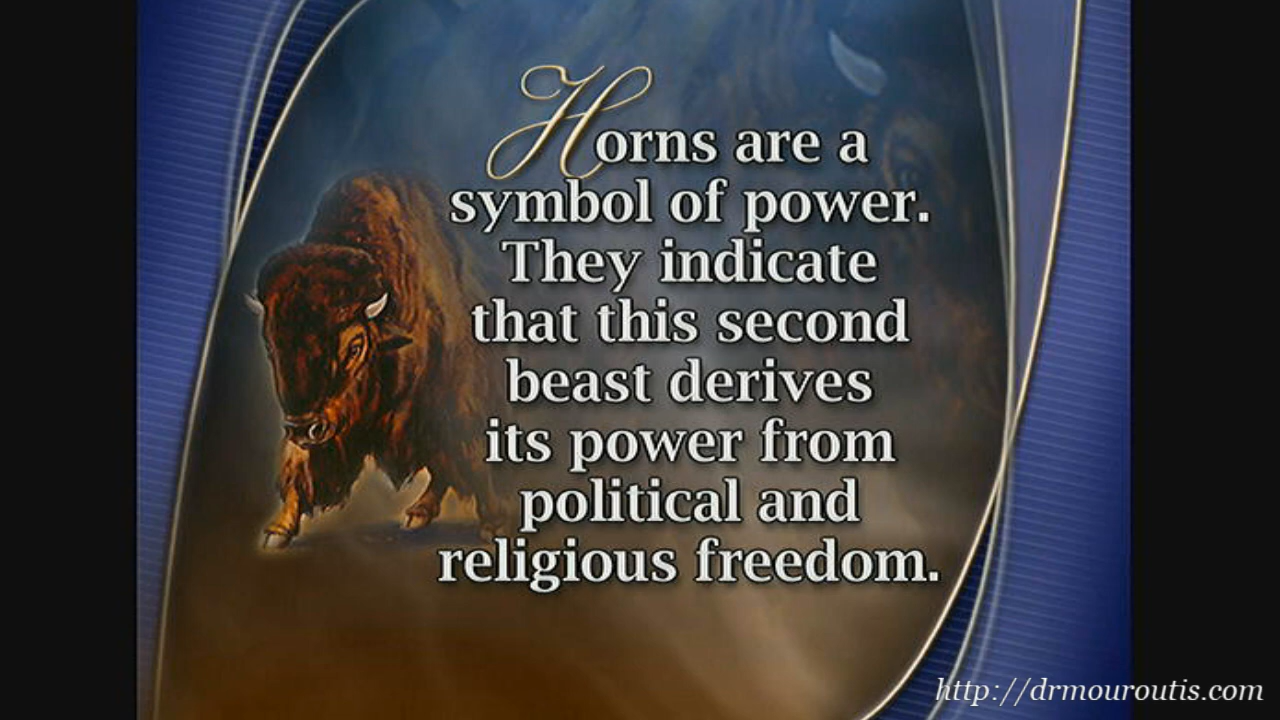 Horns are a
symbol of power.
They indicate
that this second
beast derives
its power from
political and
religious freedom.
http://drmouroutis.com